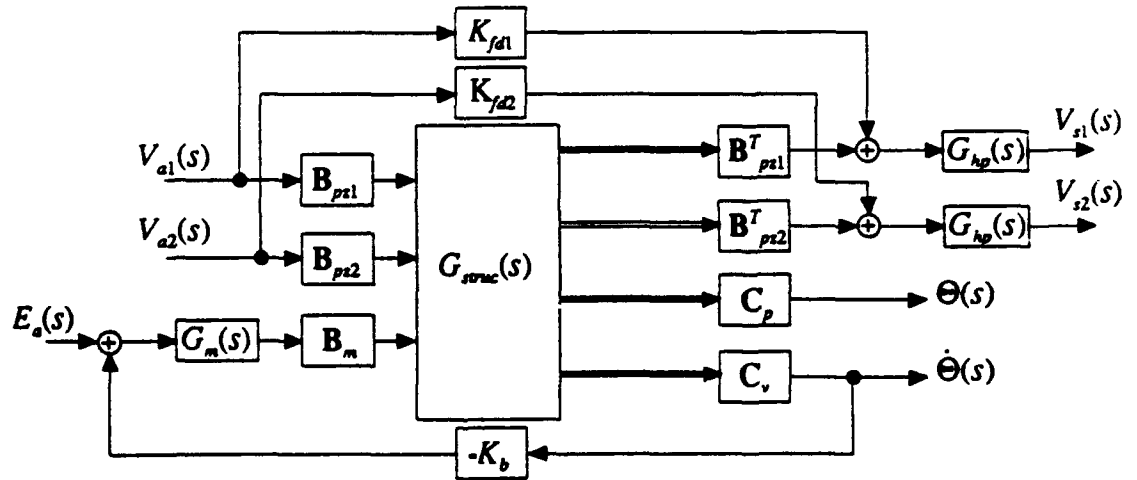 K_{fd1}
K_{fd2}
V_{s1}(s)
V_{a1}(s)
B_{pz1}
B^T_{pz1}
+
G_{hp}(s)
V_{s2}(s)
V_{a2}(s)
B_{pz2}
G_{struc}(s)
B^T_{pz2}
+
G_{hp}(s)
C_p
Θ(s)
E_a(s)
+
G_m(s)
B_m
C_v
Θ̇(s)
-K_b